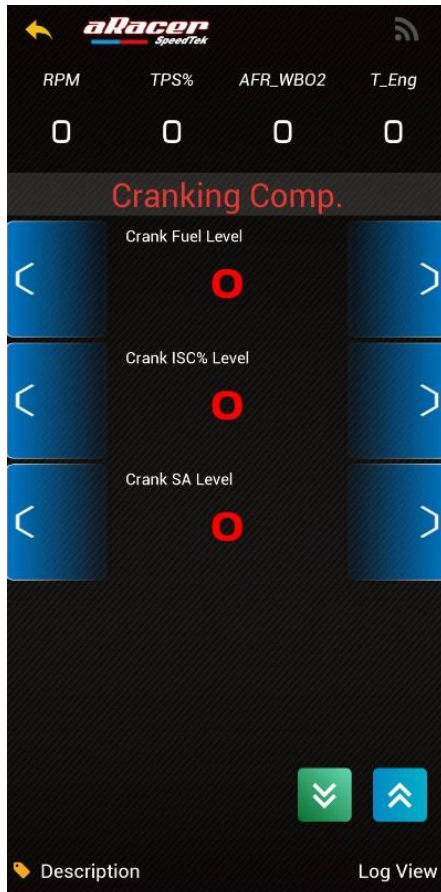 aRacer
SpeedTek
RPM TPS% AFR_WBO2 T_Eng
0 0 0 0
Cranking Comp.
Crank Fuel Level
0
Crank ISC% Level
0
Crank SA Level
0
Description Log View